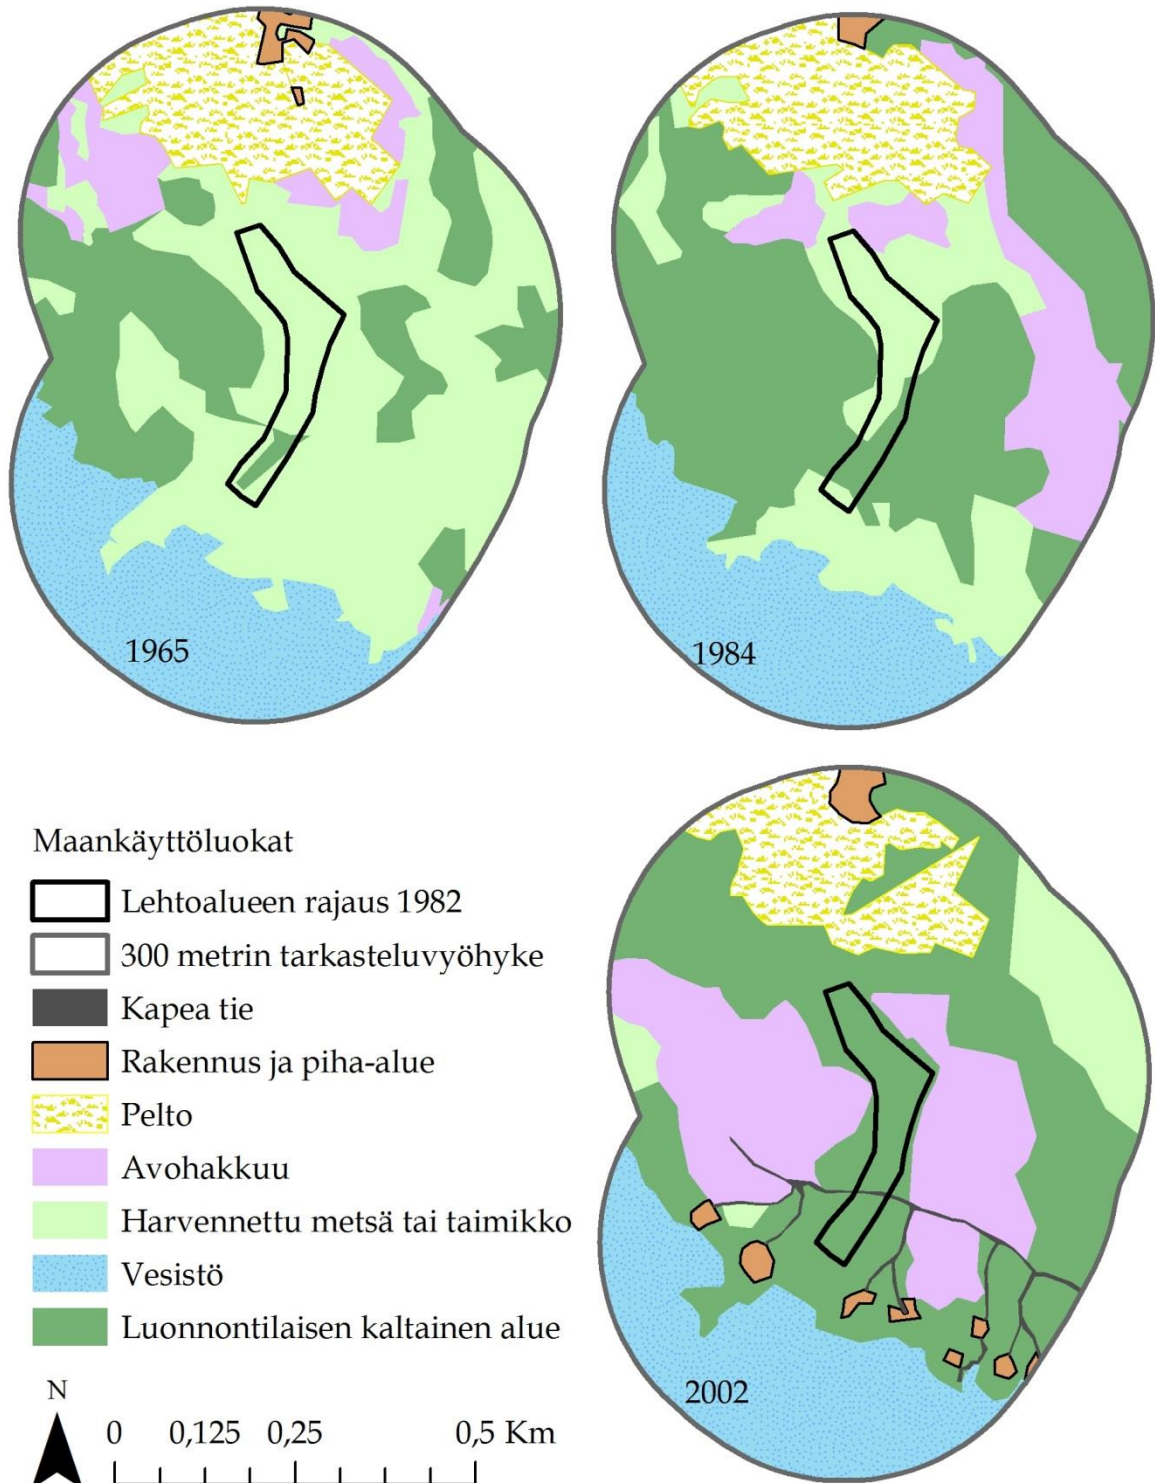 1965
1984
Maankäyttöluokat
Lehtoalueen rajaus 1982
300 metrin tarkasteluvyöhyke
Kapea tie
Rakennus ja piha-alue
Pelto
Avohakkuu
Harvennettu metsä tai taimikko
Vesistö
Luonnontilaisen kaltainen alue
2002
N
0 0,125 0,25 0,5 Km